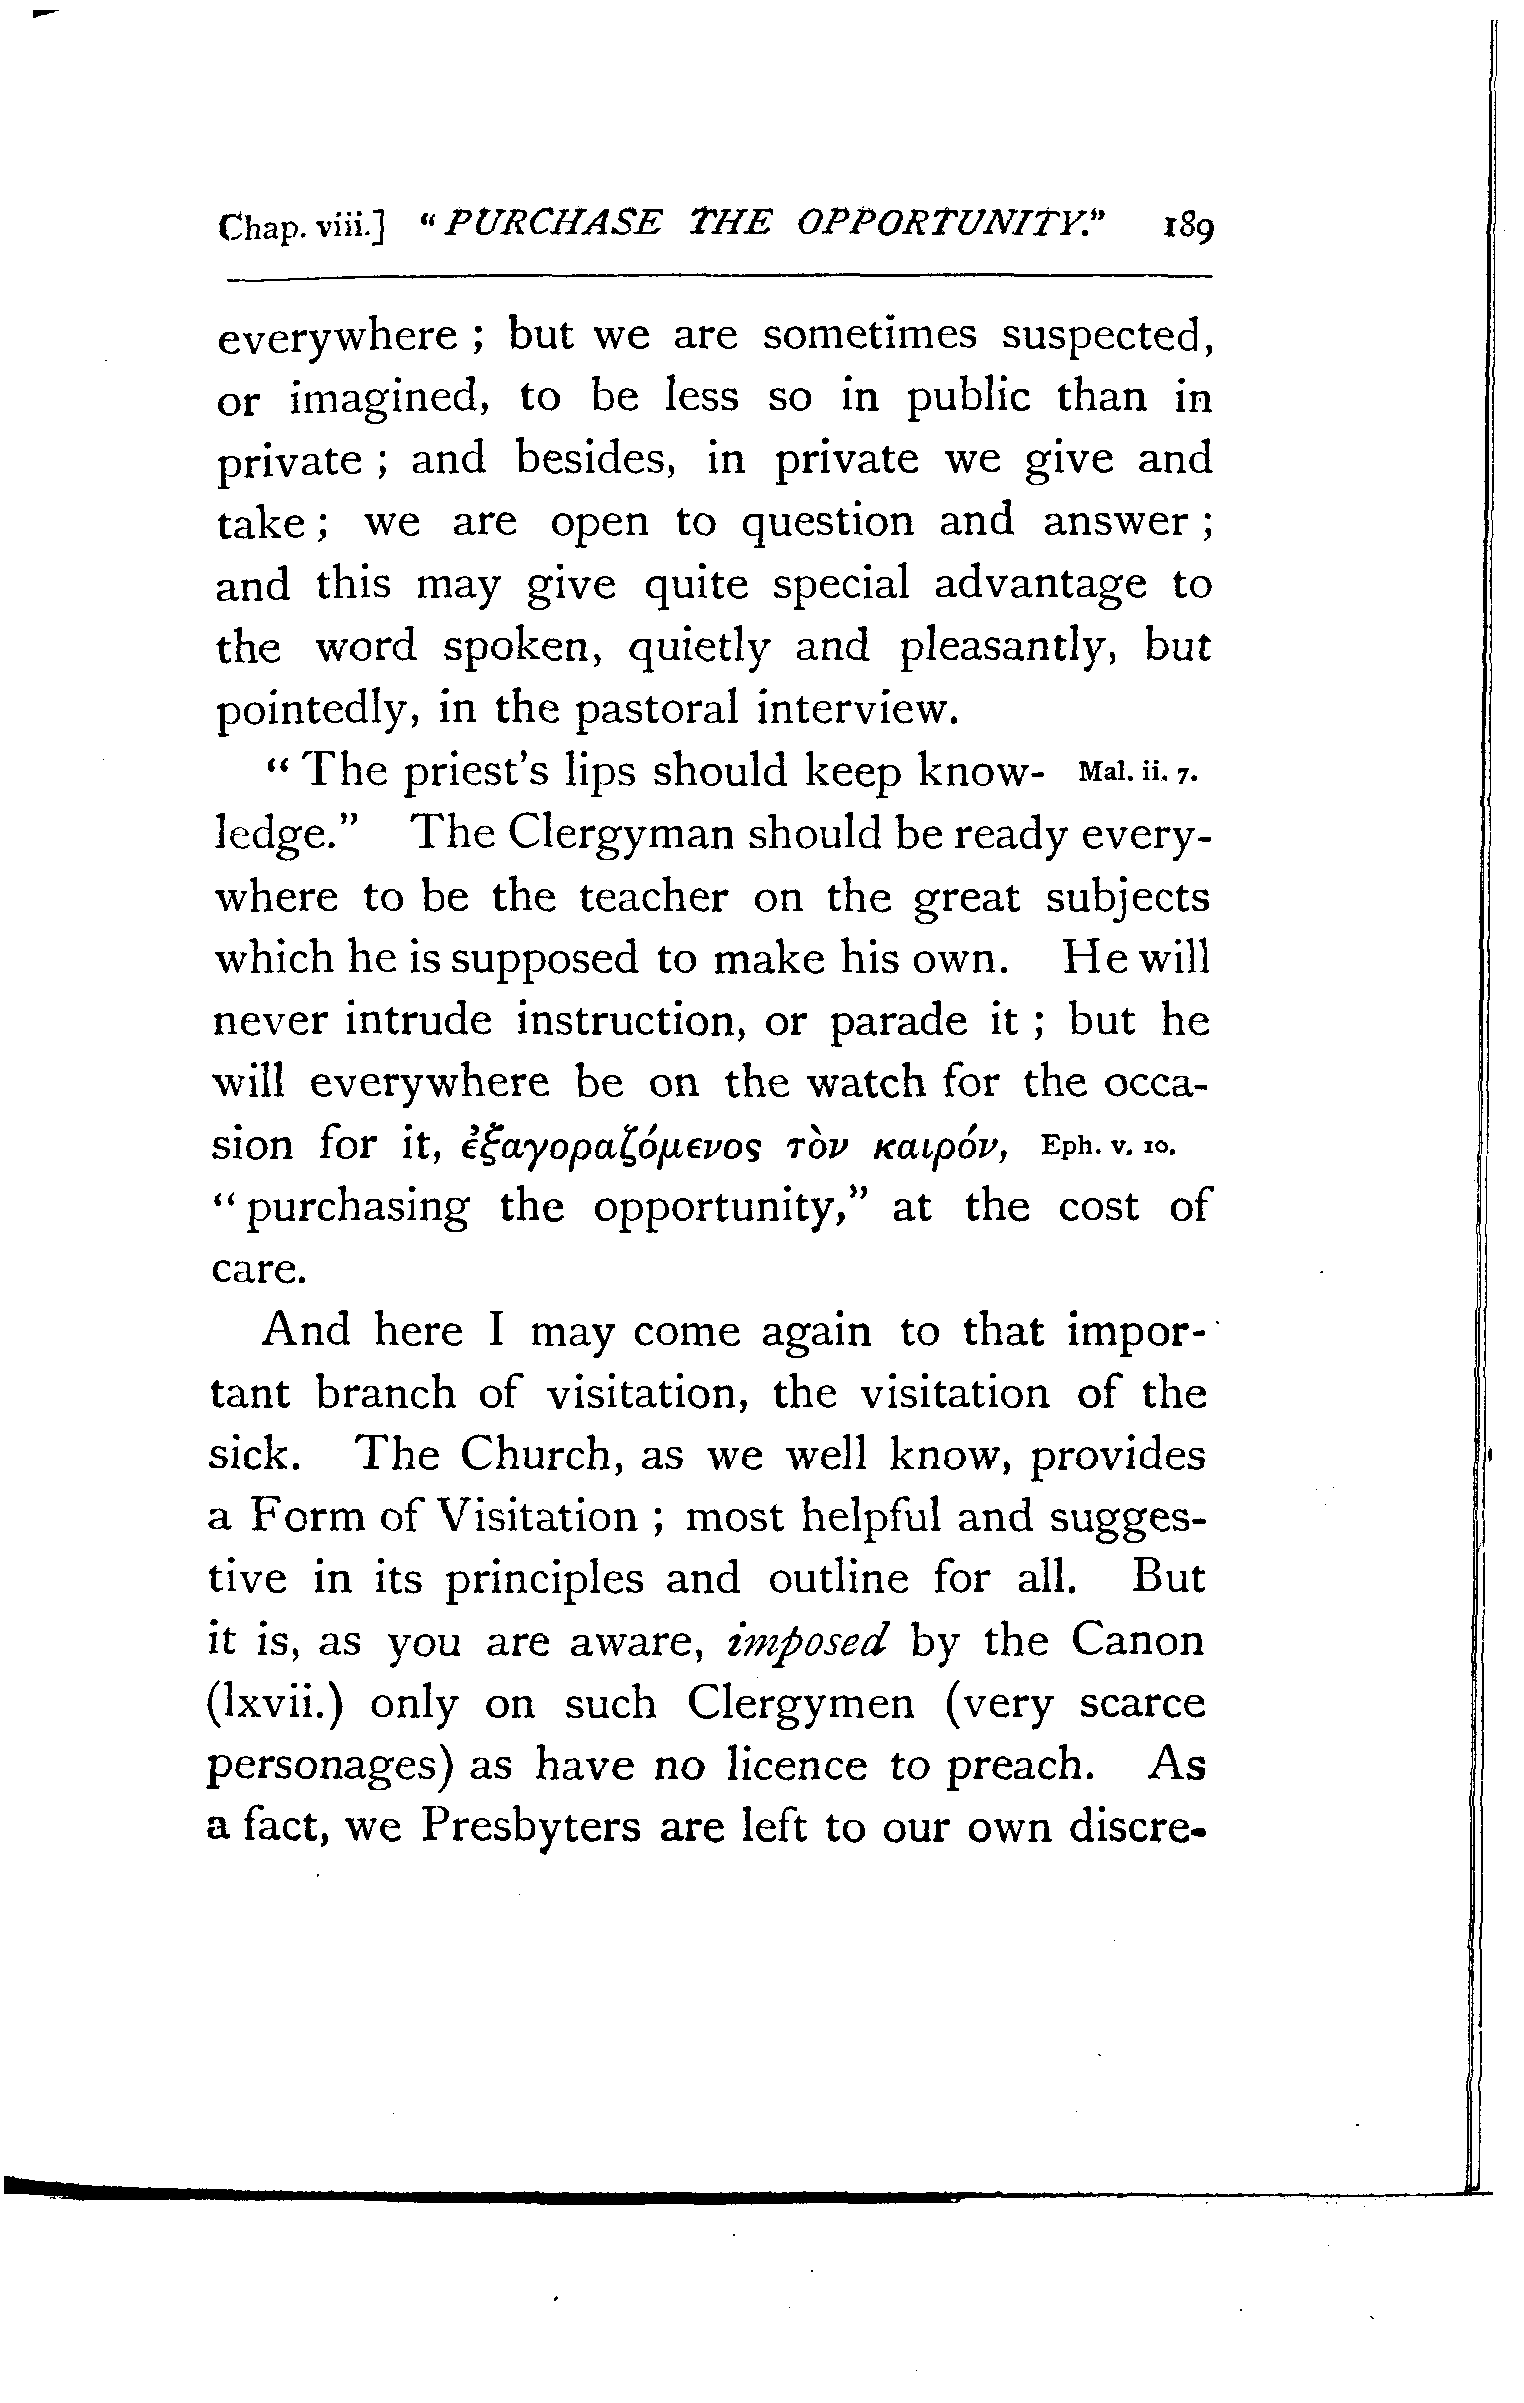 Chap. viii.] "PURCHASE THE OPPORTUNITY." 189
everywhere ; but we are sometimes suspected,
or imagined, to be less so in public than in
private ; and besides, in private we give and
take ; we are open to question and answer ;
and this may give quite special advantage to
the word spoken, quietly and pleasantly, but
pointedly, in the pastoral interview.
" The priest's lips should keep know- Mal. ii. 7.
ledge." The Clergyman should be ready every-
where to be the teacher on the great subjects
which he is supposed to make his own. He will
never intrude instruction, or parade it ; but he
will everywhere be on the watch for the occa-
sion for it, ἐξαγοραζόμενος τὸν καιρόν, Eph. v. 10.
"purchasing the opportunity," at the cost of
care.
And here I may come again to that impor-
tant branch of visitation, the visitation of the
sick. The Church, as we well know, provides
a Form of Visitation ; most helpful and sugges-
tive in its principles and outline for all. But
it is, as you are aware, imposed by the Canon
(lxvii.) only on such Clergymen (very scarce
personages) as have no licence to preach. As
a fact, we Presbyters are left to our own discre-